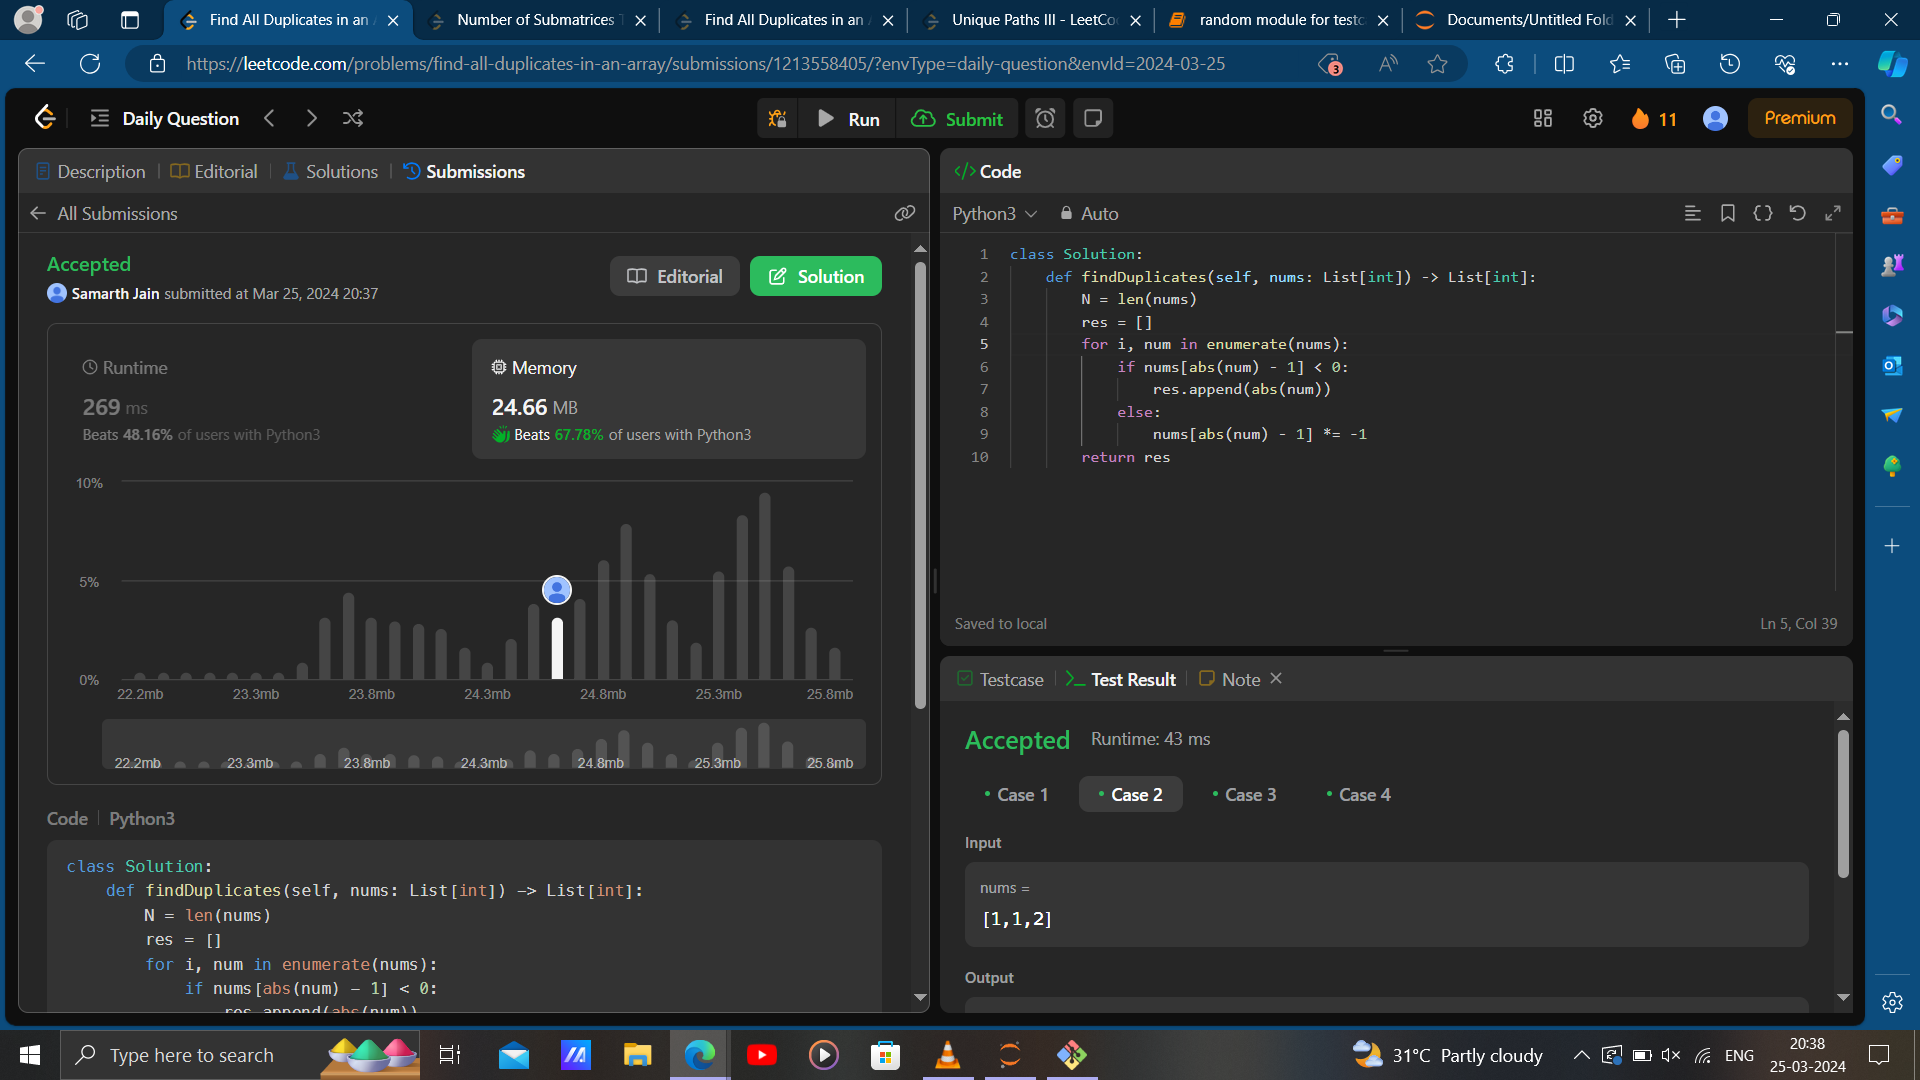 Find All Duplicates in an
Number of Submatrices
Find All Duplicates in an
Unique Paths III - LeetCo
random module for testc
Documents/Untitled Fold
https://leetcode.com/problems/find-all-duplicates-in-an-array/submissions/1213558405/?envType=daily-question&envId=2024-03-25
3
Daily Question
Run
Submit
11
Premium
Description
Editorial
Solutions
Submissions
All Submissions
Accepted
Samarth Jain submitted at Mar 25, 2024 20:37
Editorial
Solution
Runtime
269 ms
Beats 48.16% of users with Python3
Memory
24.66 MB
Beats 67.78% of users with Python3
10%
5%
0%
22.2mb 23.3mb 23.8mb 24.3mb 24.8mb 25.3mb 25.8mb
22.2mb 23.3mb 23.8mb 24.3mb 24.8mb 25.3mb 25.8mb
Code
Python3
class Solution:
def findDuplicates(self, nums: List[int]) -> List[int]:
N = len(nums)
res = []
for i, num in enumerate(nums):
if nums[abs(num) - 1] < 0:
res.append(abs(num))
</> Code
Python3
Auto
1 class Solution:
2 def findDuplicates(self, nums: List[int]) -> List[int]:
3 N = len(nums)
4 res = []
5 for i, num in enumerate(nums):
6 if nums[abs(num) - 1] < 0:
7 res.append(abs(num))
8 else:
9 nums[abs(num) - 1] *= -1
10 return res
Saved to local
Ln 5, Col 39
Testcase
Test Result
Note
Accepted
Runtime: 43 ms
Case 1
Case 2
Case 3
Case 4
Input
nums =
[1,1,2]
Output
Type here to search
31°C Partly cloudy
ENG
20:38
25-03-2024